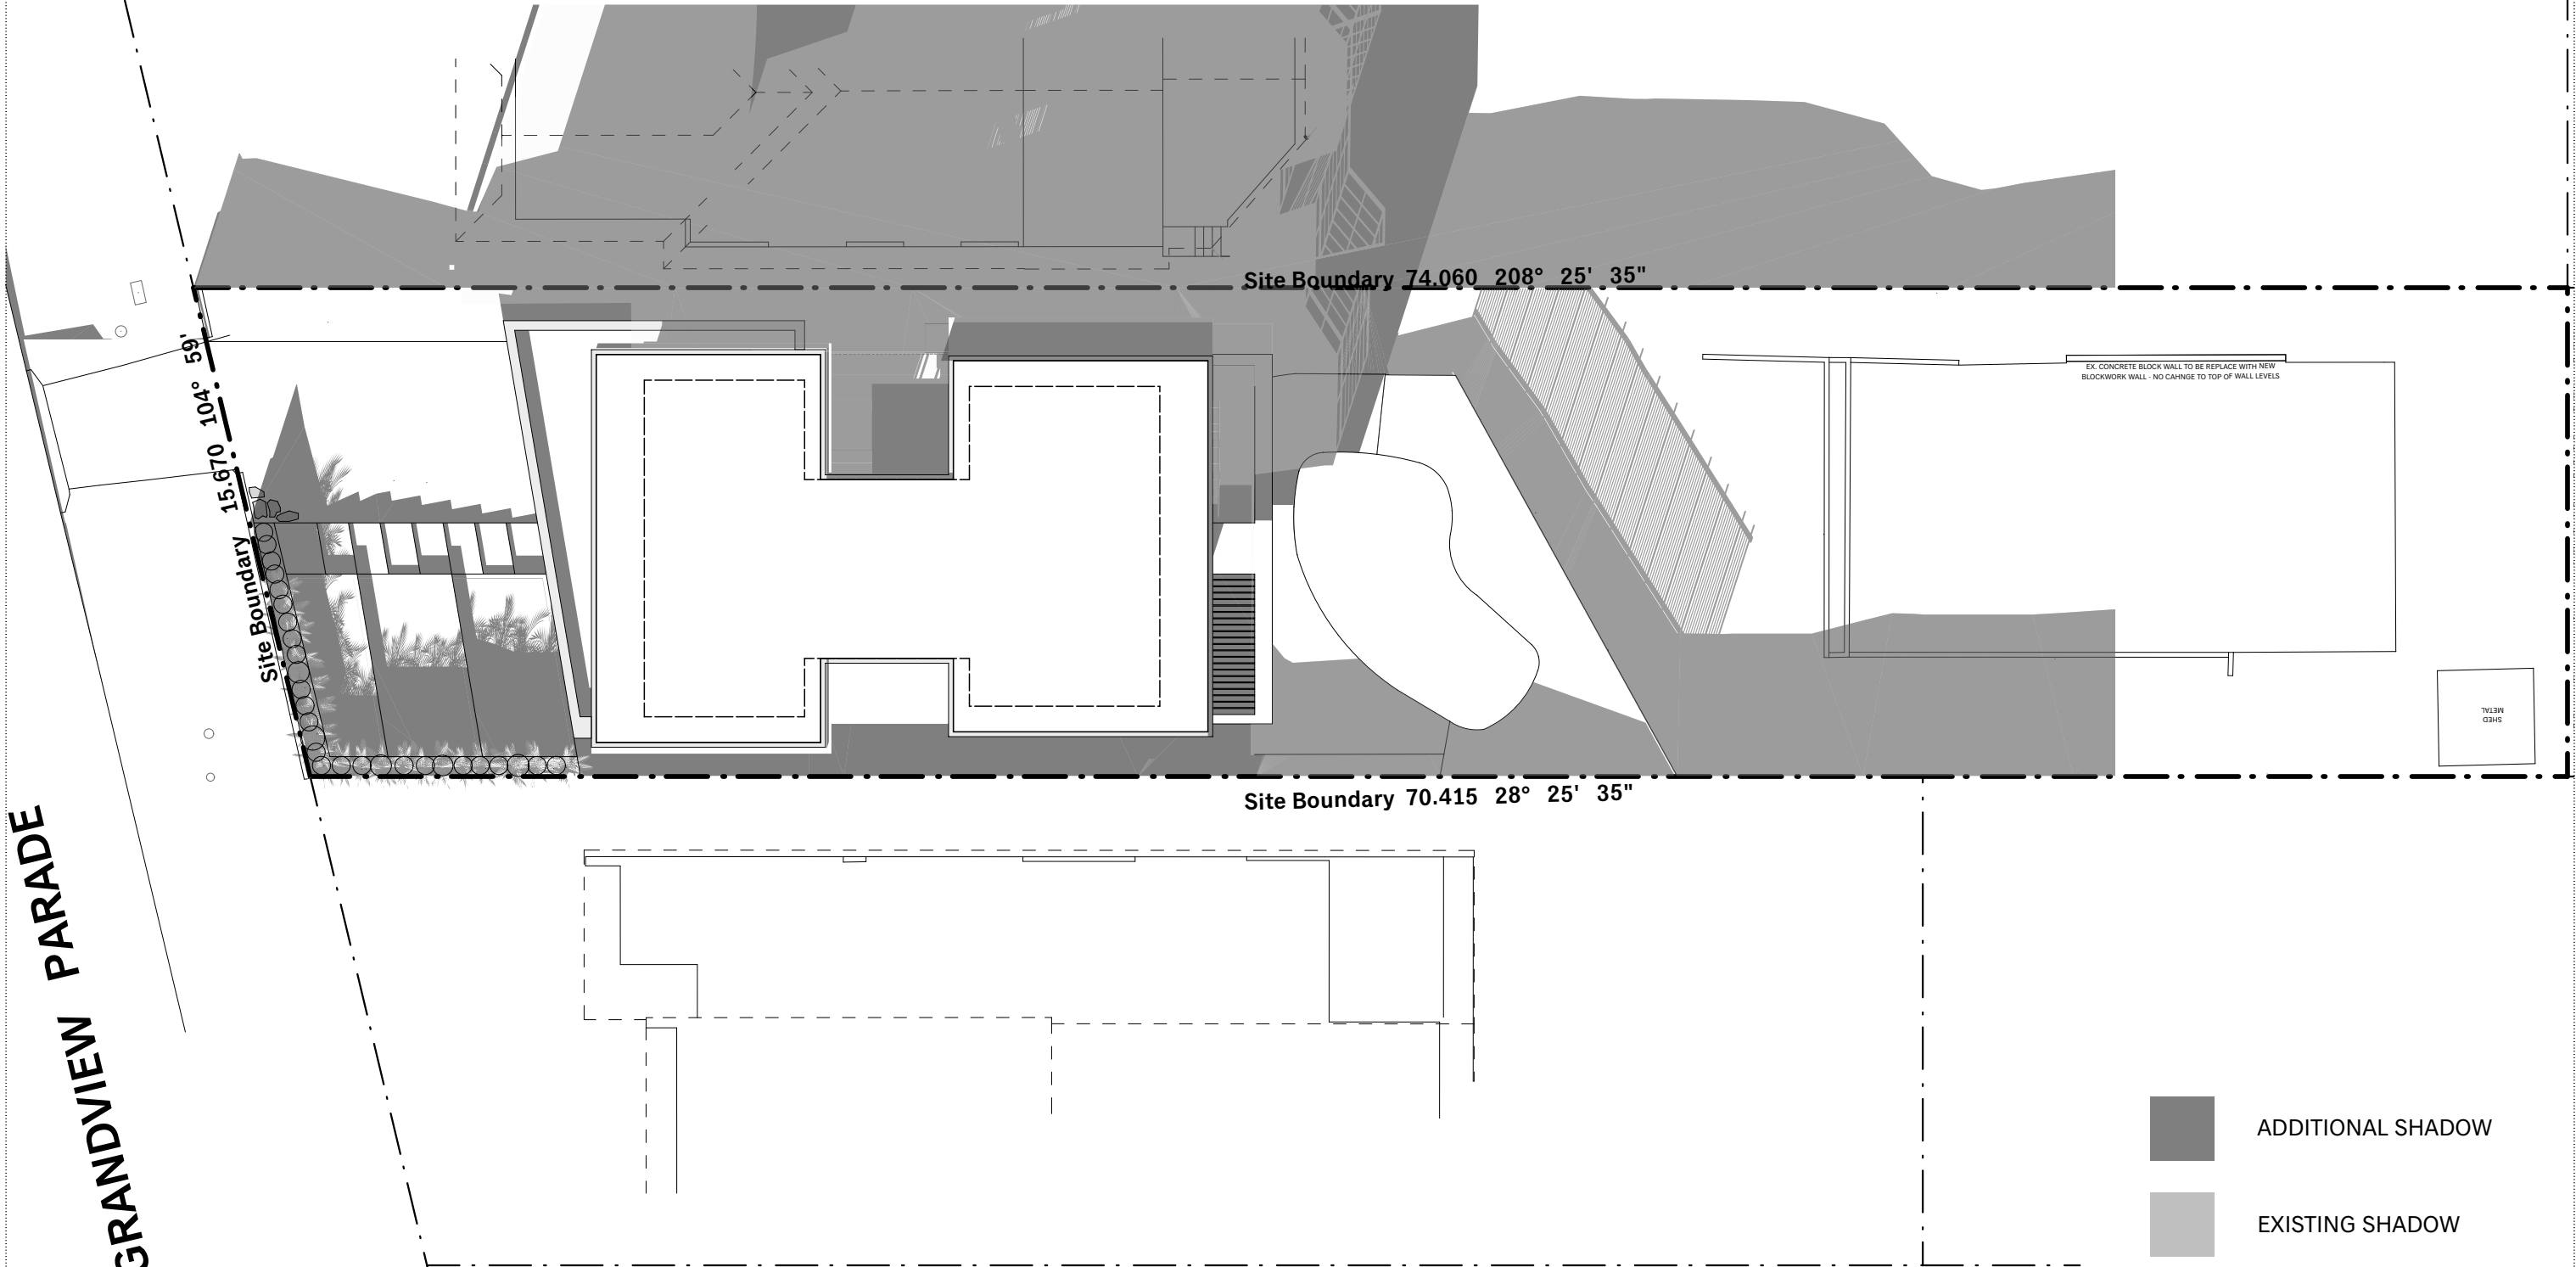 Site Boundary 74.060 208° 25' 35"
15.670 104° 59'
Site Boundary
EX. CONCRETE BLOCK WALL TO BE REPLACE WITH NEW
BLOCKWORK WALL - NO CAHNGE TO TOP OF WALL LEVELS
SHED
METAL
Site Boundary 70.415 28° 25' 35"
GRANDVIEW PARADE
ADDITIONAL SHADOW
EXISTING SHADOW